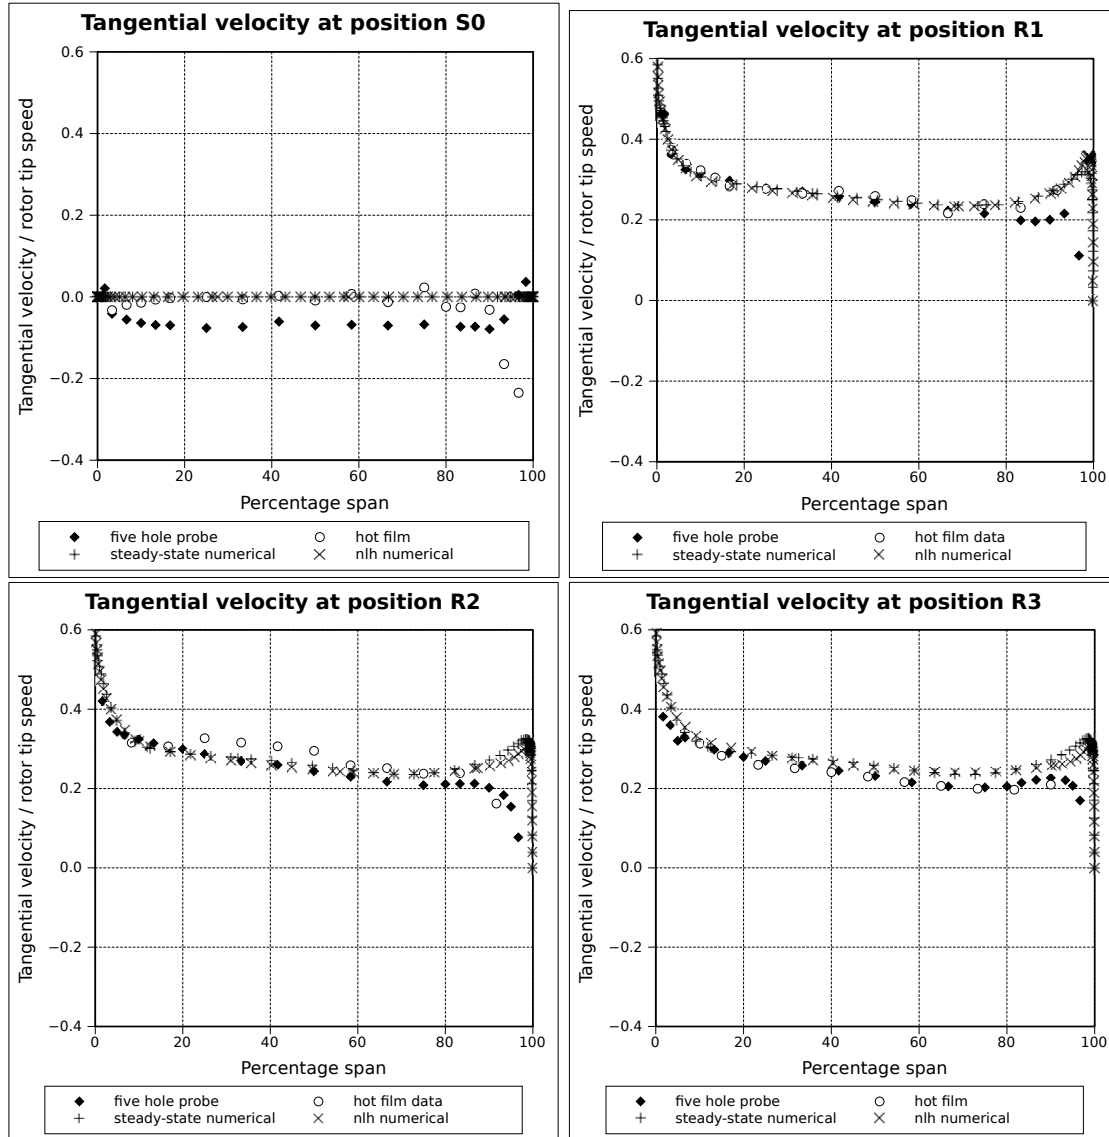 Tangential velocity at position S0
Tangential velocity / rotor tip speed
0.6
0.4
0.2
0.0
−0.2
−0.4
0 20 40 60 80 100
Percentage span
five hole probe hot film
steady-state numerical nlh numerical
Tangential velocity at position R1
Tangential velocity / rotor tip speed
0.6
0.4
0.2
0
−0.2
−0.4
0 20 40 60 80 100
Percentage span
five hole probe hot film data
steady-state numerical nlh numerical
Tangential velocity at position R2
Tangential velocity / rotor tip speed
0.6
0.4
0.2
0.0
−0.2
−0.4
0 20 40 60 80 100
Percentage span
five hole probe hot film data
steady-state numerical nlh numerical
Tangential velocity at position R3
Tangential velocity / rotor tip speed
0.6
0.4
0.2
0.0
−0.2
−0.4
0 20 40 60 80 100
Percentage span
five hole probe hot film
steady-state numerical nlh numerical